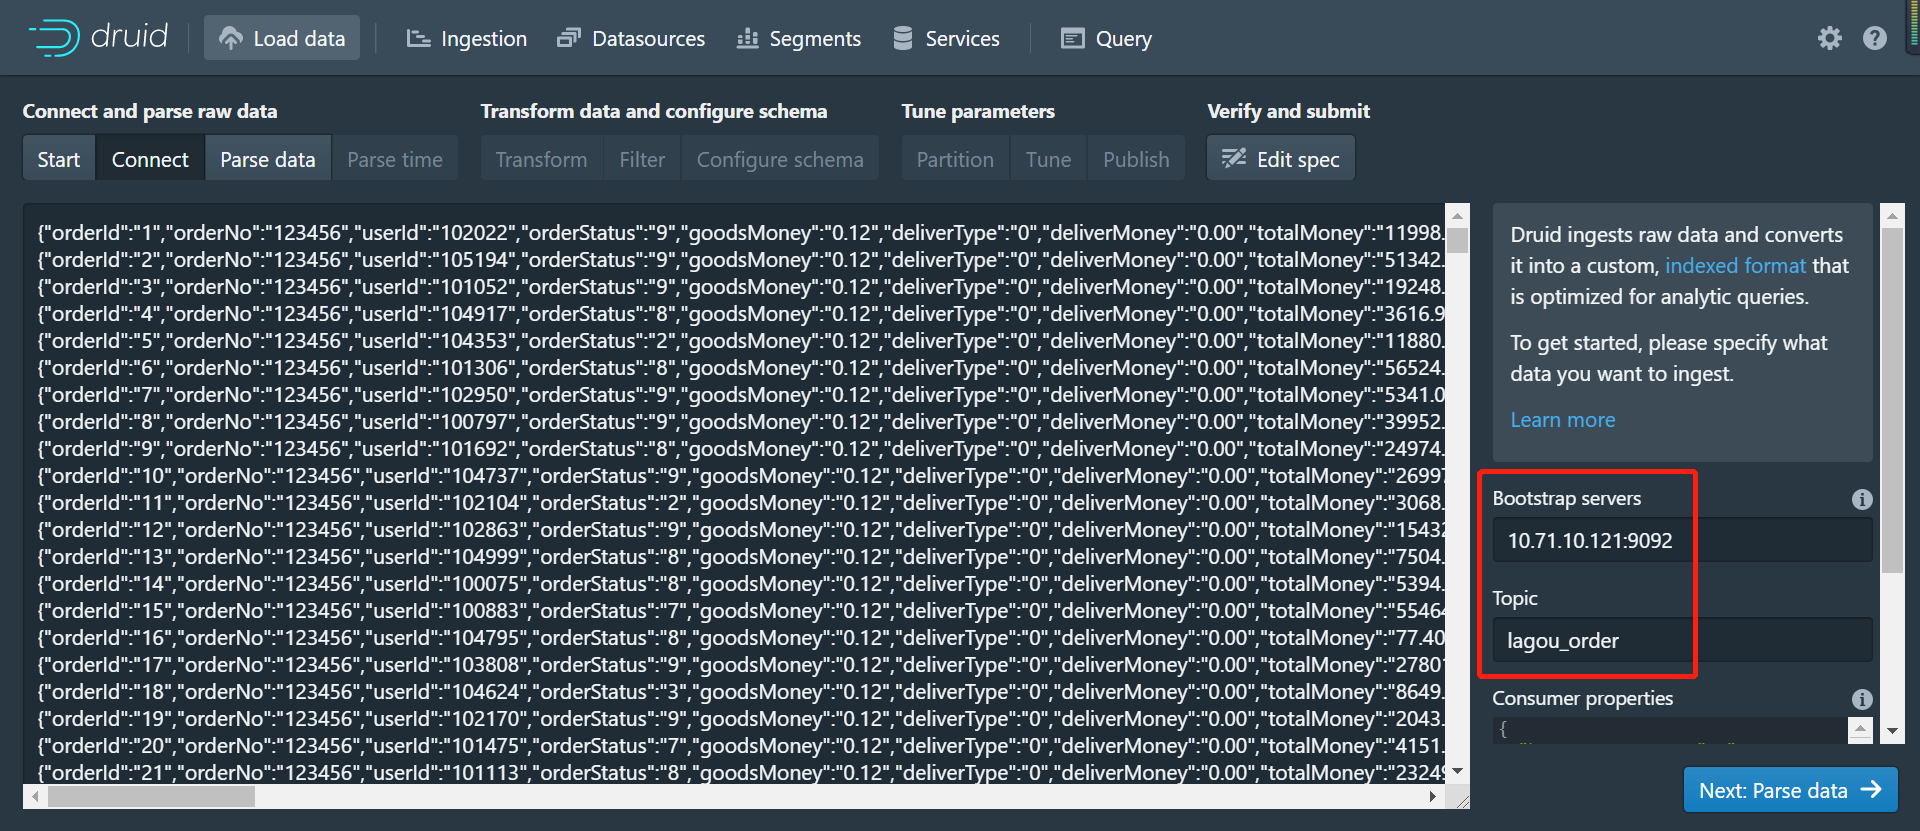 druid
Load data
Ingestion
Datasources
Segments
Services
Query
Connect and parse raw data
Transform data and configure schema
Tune parameters
Verify and submit
Start
Connect
Parse data
Parse time
Transform
Filter
Configure schema
Partition
Tune
Publish
Edit spec
{"orderId":"1","orderNo":"123456","userId":"102022","orderStatus":"9","goodsMoney":"0.12","deliverType":"0","deliverMoney":"0.00","totalMoney":"11998.
{"orderId":"2","orderNo":"123456","userId":"105194","orderStatus":"9","goodsMoney":"0.12","deliverType":"0","deliverMoney":"0.00","totalMoney":"51342.
{"orderId":"3","orderNo":"123456","userId":"101052","orderStatus":"9","goodsMoney":"0.12","deliverType":"0","deliverMoney":"0.00","totalMoney":"19248.
{"orderId":"4","orderNo":"123456","userId":"104917","orderStatus":"8","goodsMoney":"0.12","deliverType":"0","deliverMoney":"0.00","totalMoney":"3616.9
{"orderId":"5","orderNo":"123456","userId":"104353","orderStatus":"2","goodsMoney":"0.12","deliverType":"0","deliverMoney":"0.00","totalMoney":"11880.
{"orderId":"6","orderNo":"123456","userId":"101306","orderStatus":"8","goodsMoney":"0.12","deliverType":"0","deliverMoney":"0.00","totalMoney":"56524.
{"orderId":"7","orderNo":"123456","userId":"102950","orderStatus":"9","goodsMoney":"0.12","deliverType":"0","deliverMoney":"0.00","totalMoney":"5341.0
{"orderId":"8","orderNo":"123456","userId":"100797","orderStatus":"9","goodsMoney":"0.12","deliverType":"0","deliverMoney":"0.00","totalMoney":"39952.
{"orderId":"9","orderNo":"123456","userId":"101692","orderStatus":"8","goodsMoney":"0.12","deliverType":"0","deliverMoney":"0.00","totalMoney":"24974.
{"orderId":"10","orderNo":"123456","userId":"104737","orderStatus":"9","goodsMoney":"0.12","deliverType":"0","deliverMoney":"0.00","totalMoney":"26997
{"orderId":"11","orderNo":"123456","userId":"102104","orderStatus":"2","goodsMoney":"0.12","deliverType":"0","deliverMoney":"0.00","totalMoney":"3068.
{"orderId":"12","orderNo":"123456","userId":"102863","orderStatus":"9","goodsMoney":"0.12","deliverType":"0","deliverMoney":"0.00","totalMoney":"15432
{"orderId":"13","orderNo":"123456","userId":"104999","orderStatus":"8","goodsMoney":"0.12","deliverType":"0","deliverMoney":"0.00","totalMoney":"7504.
{"orderId":"14","orderNo":"123456","userId":"100075","orderStatus":"8","goodsMoney":"0.12","deliverType":"0","deliverMoney":"0.00","totalMoney":"5394.
{"orderId":"15","orderNo":"123456","userId":"100883","orderStatus":"7","goodsMoney":"0.12","deliverType":"0","deliverMoney":"0.00","totalMoney":"55464
{"orderId":"16","orderNo":"123456","userId":"104795","orderStatus":"8","goodsMoney":"0.12","deliverType":"0","deliverMoney":"0.00","totalMoney":"77.40
{"orderId":"17","orderNo":"123456","userId":"103808","orderStatus":"9","goodsMoney":"0.12","deliverType":"0","deliverMoney":"0.00","totalMoney":"27801
{"orderId":"18","orderNo":"123456","userId":"104624","orderStatus":"3","goodsMoney":"0.12","deliverType":"0","deliverMoney":"0.00","totalMoney":"8649.
{"orderId":"19","orderNo":"123456","userId":"102170","orderStatus":"9","goodsMoney":"0.12","deliverType":"0","deliverMoney":"0.00","totalMoney":"2043.
{"orderId":"20","orderNo":"123456","userId":"101475","orderStatus":"7","goodsMoney":"0.12","deliverType":"0","deliverMoney":"0.00","totalMoney":"4151.
{"orderId":"21","orderNo":"123456","userId":"101113","orderStatus":"8","goodsMoney":"0.12","deliverType":"0","deliverMoney":"0.00","totalMoney":"23249
Druid ingests raw data and converts
it into a custom, indexed format that
is optimized for analytic queries.
To get started, please specify what
data you want to ingest.
Learn more
Bootstrap servers
10.71.10.121:9092
Topic
lagou_order
Consumer properties
{
Next: Parse data